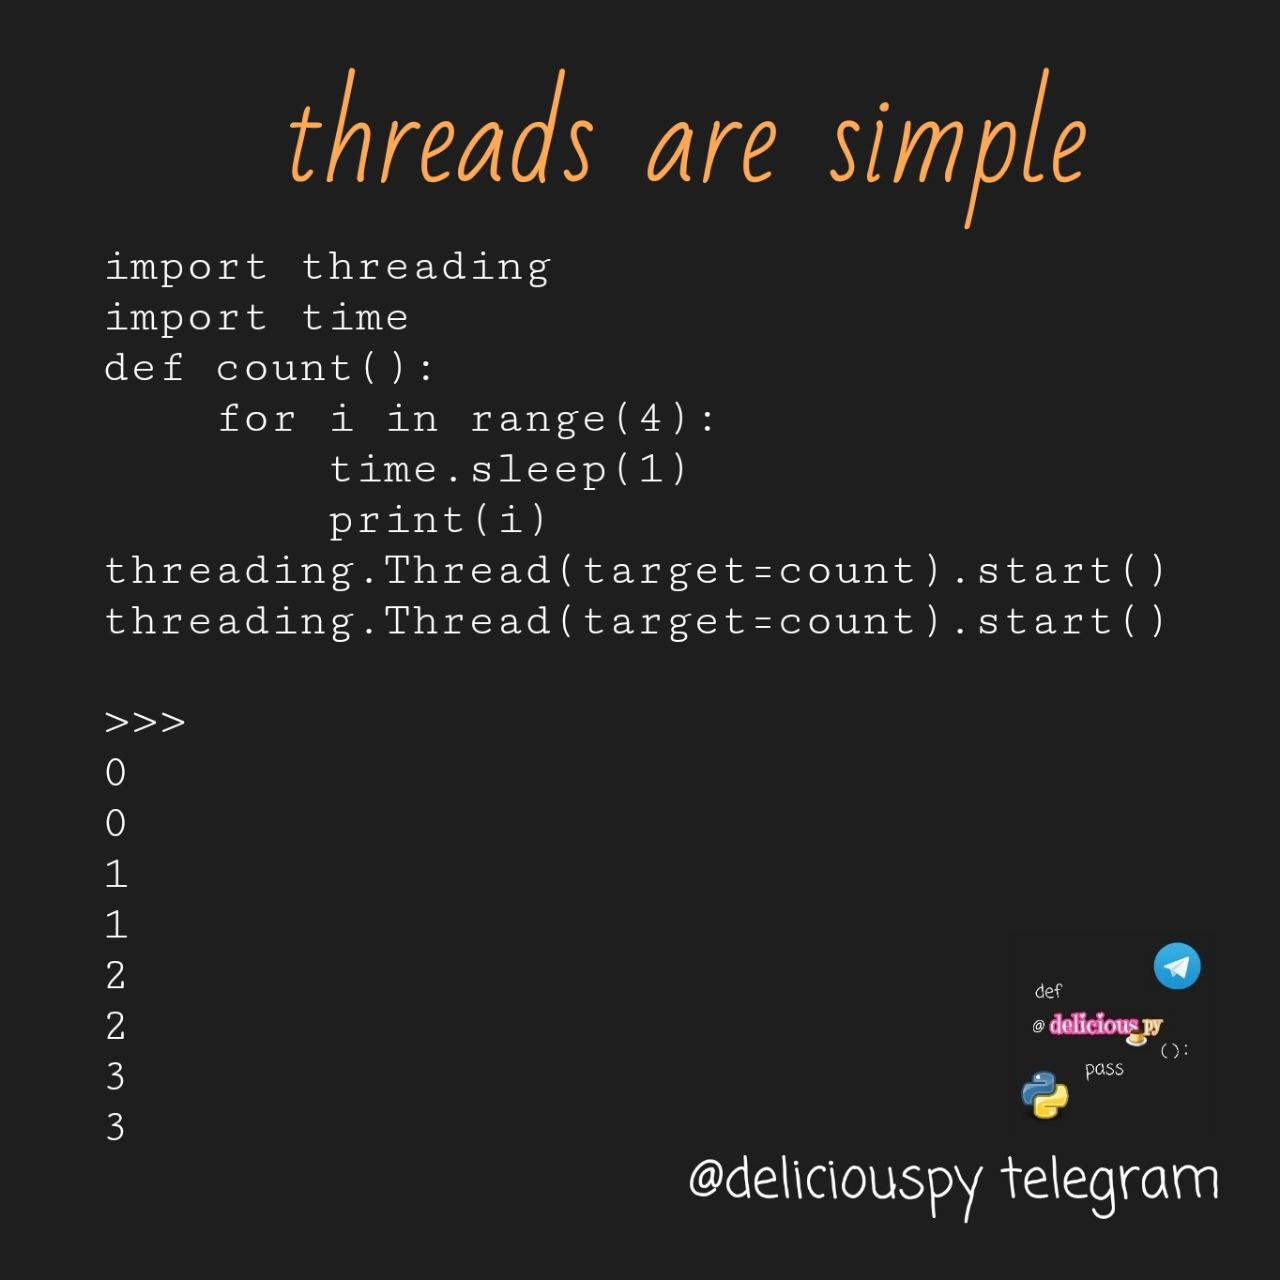 threads are simple
import threading
import time
def count():
    for i in range(4):
        time.sleep(1)
        print(i)
threading.Thread(target=count).start()
threading.Thread(target=count).start()
>>>
0
0
1
1
2
2
3
3
def
@deliciouspy
():
pass
@deliciouspy telegram